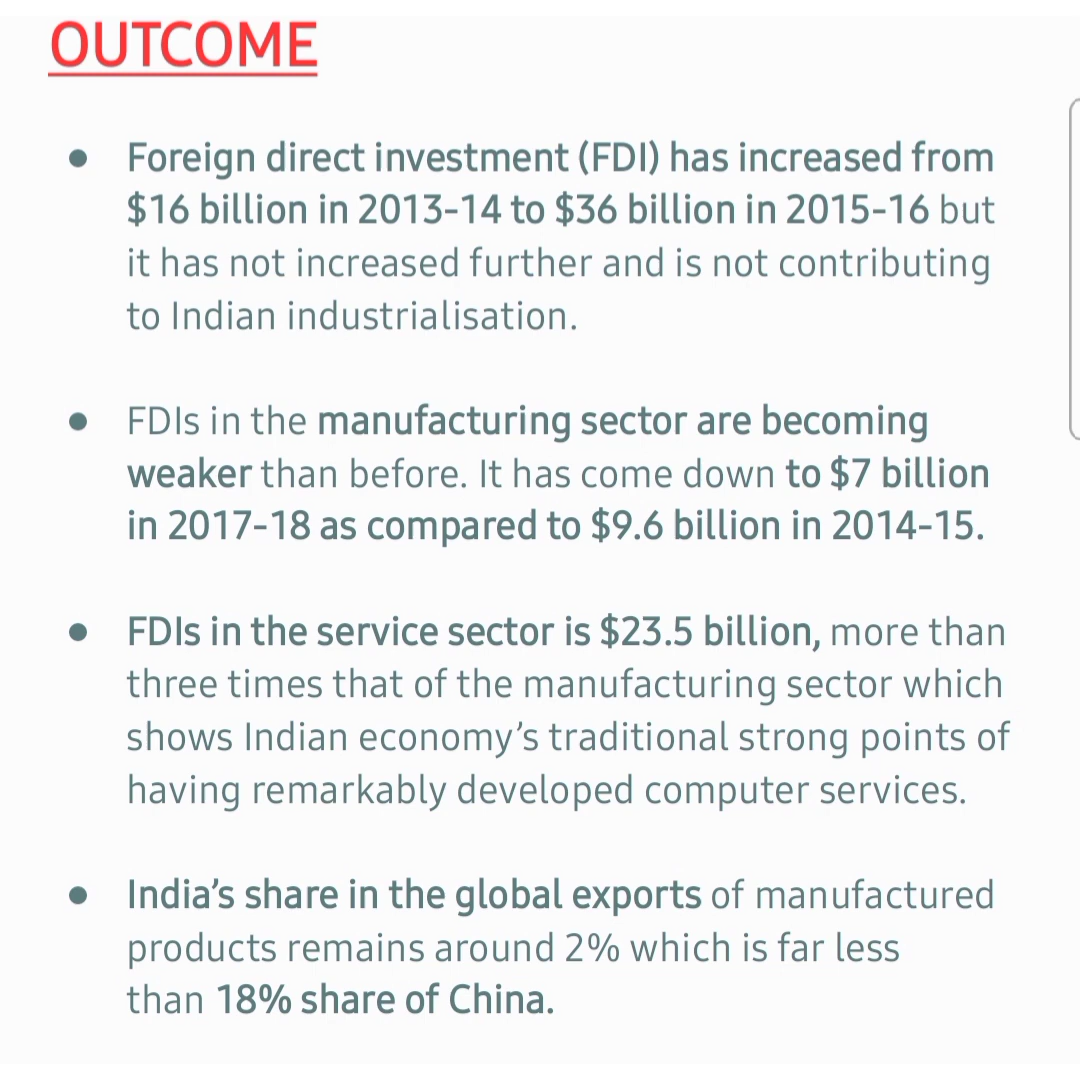 OUTCOME
● Foreign direct investment (FDI) has increased from
$16 billion in 2013-14 to $36 billion in 2015-16 but
it has not increased further and is not contributing
to Indian industrialisation.
● FDIs in the manufacturing sector are becoming
weaker than before. It has come down to $7 billion
in 2017-18 as compared to $9.6 billion in 2014-15.
● FDIs in the service sector is $23.5 billion, more than
three times that of the manufacturing sector which
shows Indian economy’s traditional strong points of
having remarkably developed computer services.
● India’s share in the global exports of manufactured
products remains around 2% which is far less
than 18% share of China.